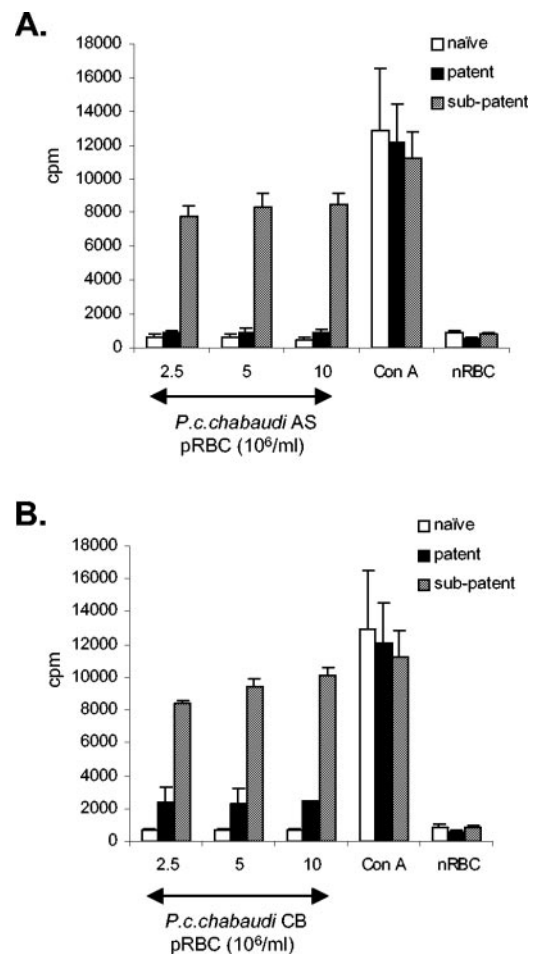 A.
18000
16000
14000
12000
10000
8000
6000
4000
2000
0
cpm
naïve
patent
sub-patent
2.5 5 10 Con A nRBC
P.c.chabaudi AS
pRBC (10⁶/ml)
B.
18000
16000
14000
12000
10000
8000
6000
4000
2000
0
cpm
naïve
patent
sub-patent
2.5 5 10 Con A nRBC
P.c.chabaudi CB
pRBC (10⁶/ml)